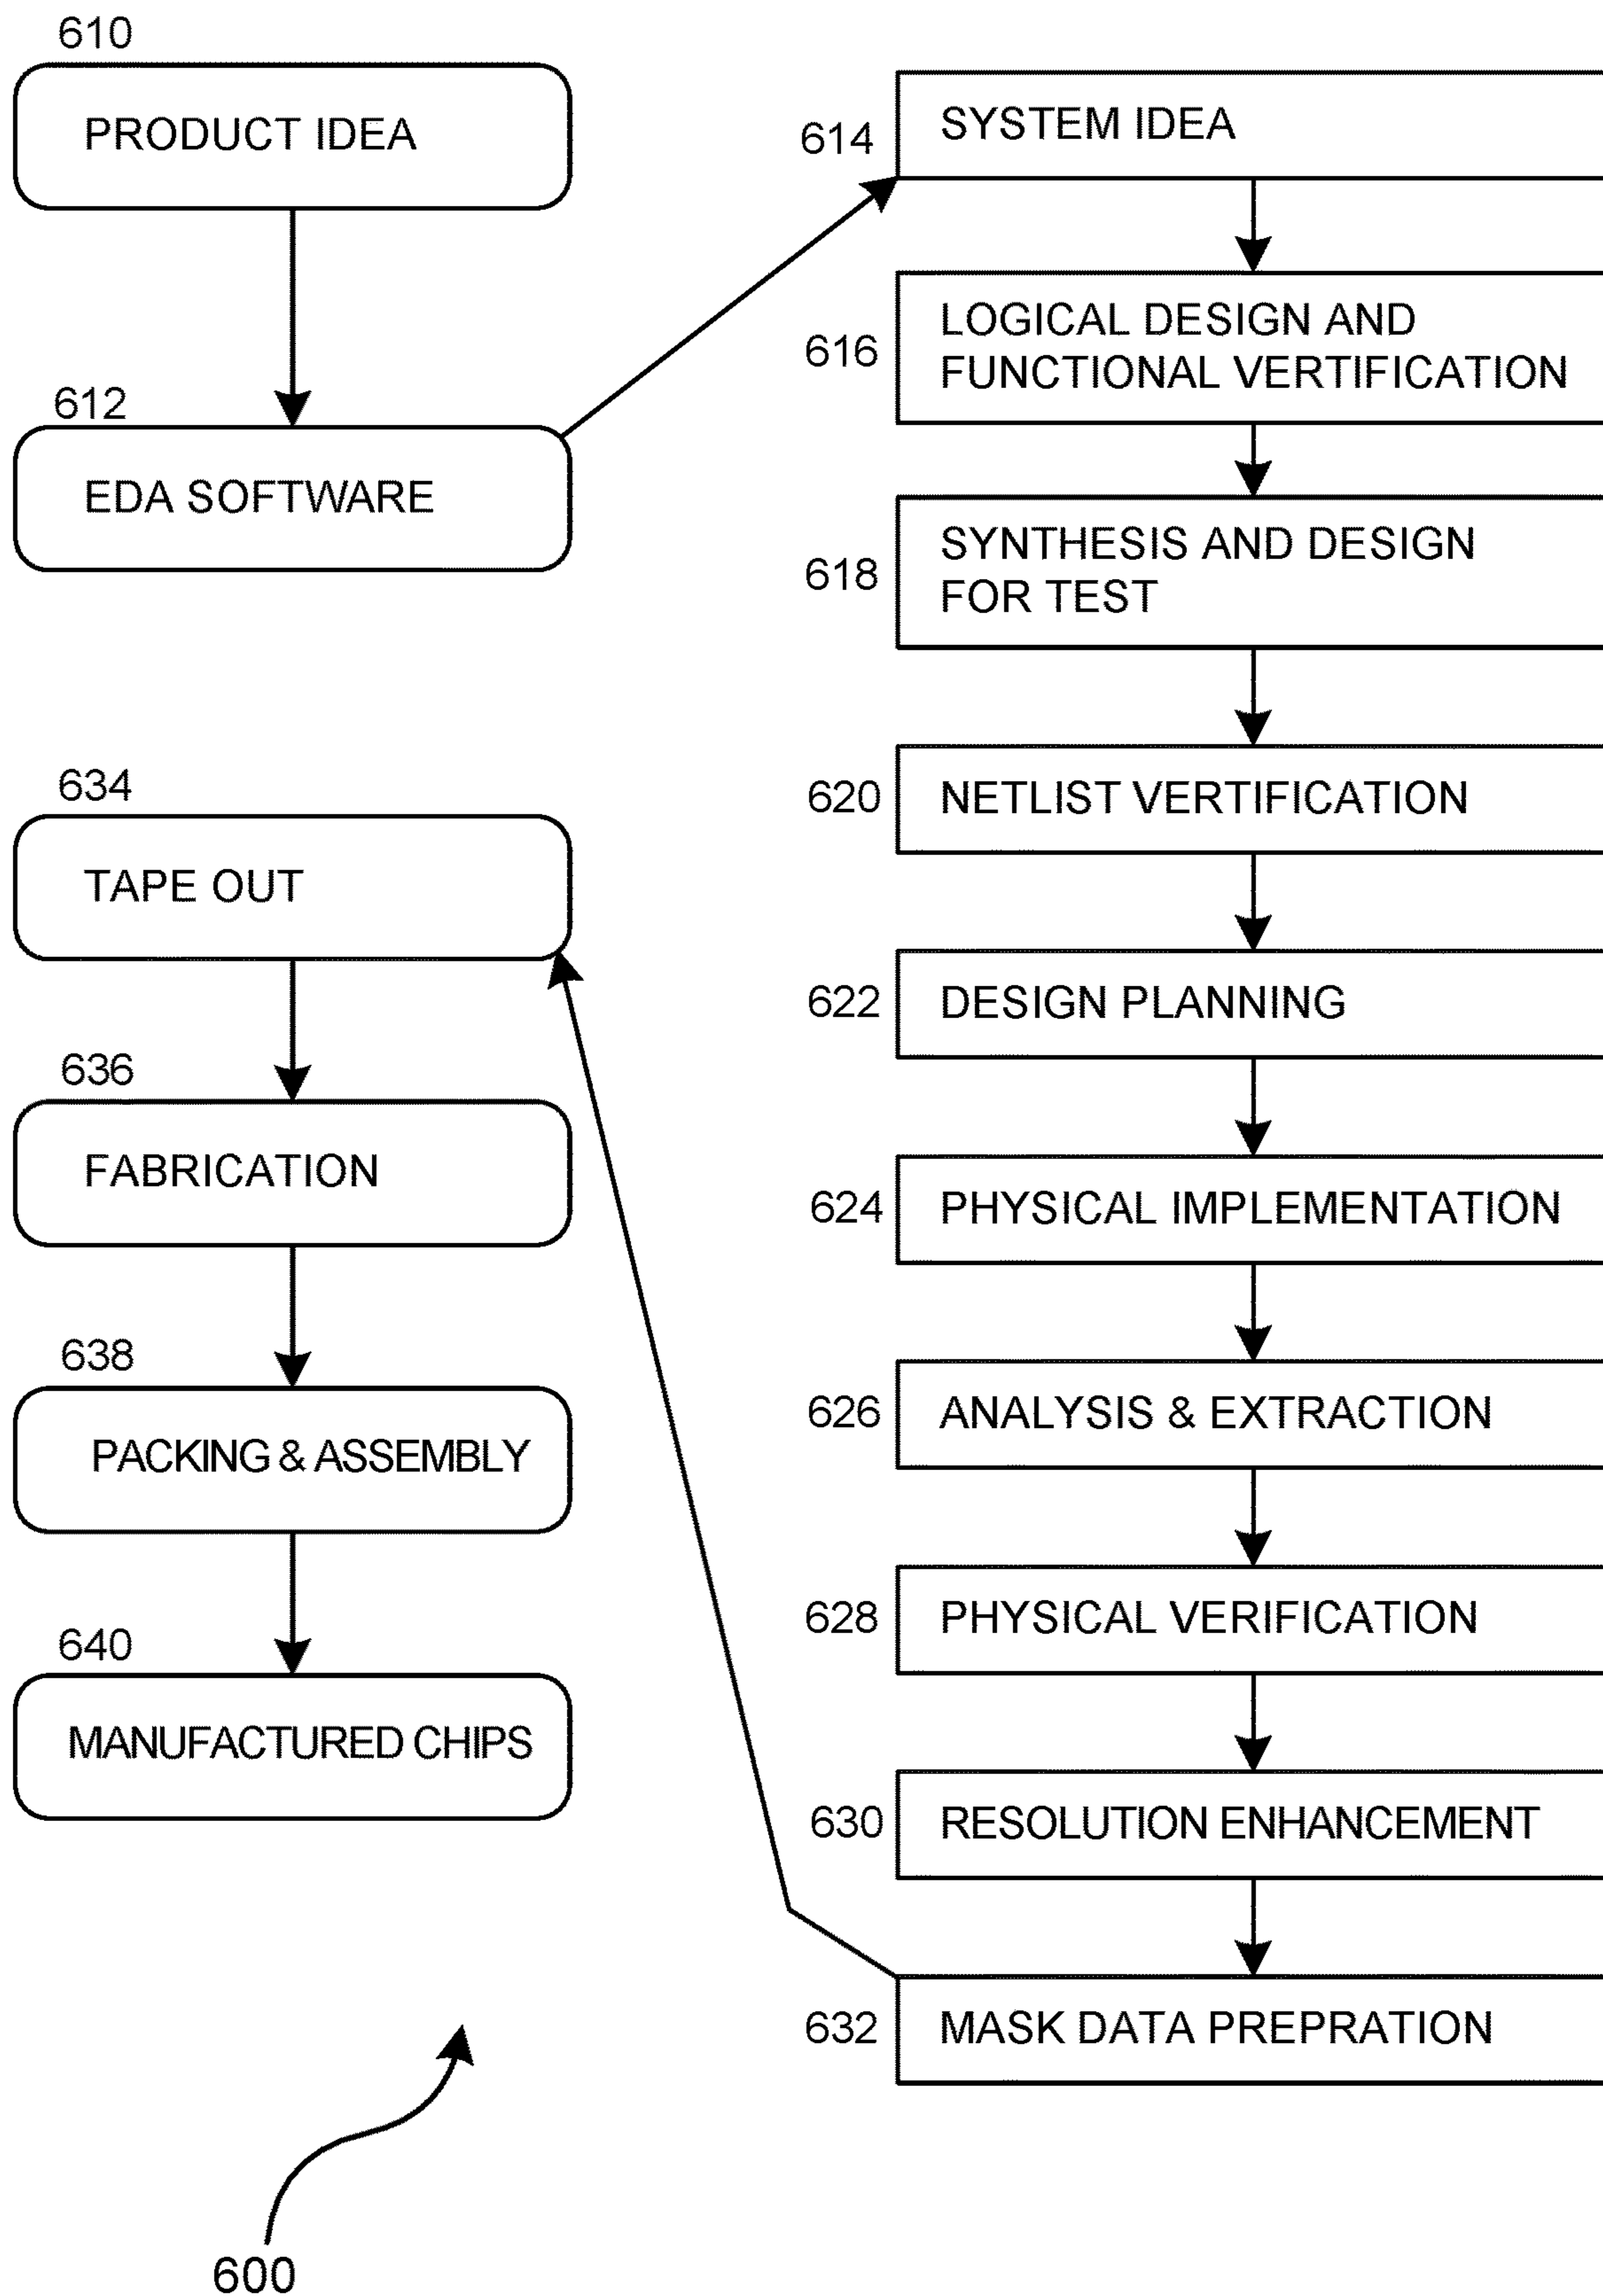 610
PRODUCT IDEA
612
EDA SOFTWARE
614
SYSTEM IDEA
616
LOGICAL DESIGN AND
FUNCTIONAL VERTIFICATION
618
SYNTHESIS AND DESIGN
FOR TEST
620
NETLIST VERTIFICATION
622
DESIGN PLANNING
624
PHYSICAL IMPLEMENTATION
626
ANALYSIS & EXTRACTION
628
PHYSICAL VERIFICATION
630
RESOLUTION ENHANCEMENT
632
MASK DATA PREPRATION
634
TAPE OUT
636
FABRICATION
638
PACKING & ASSEMBLY
640
MANUFACTURED CHIPS
600